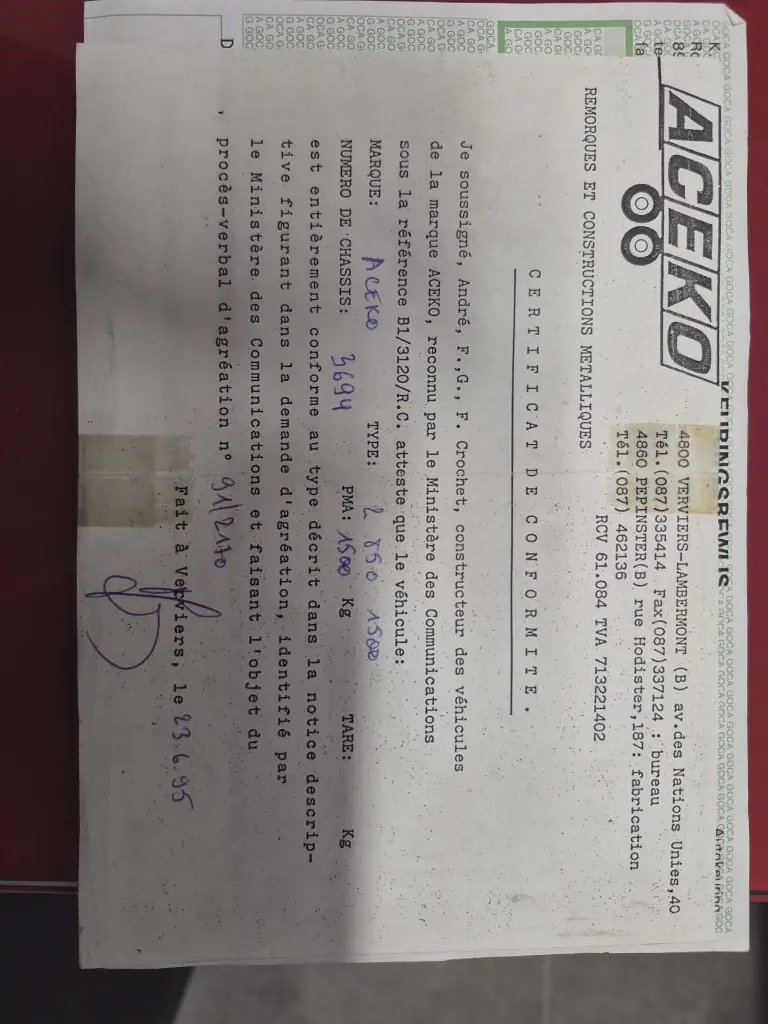 ACEKO
4800 VERVIERS-LAMBERMONT (B) av.des Nations Unies,40
Tél.(087)335414 Fax(087)337124 : bureau
4860 PEPINSTER(B) rue Hodister,187: fabrication
Tél.(087) 462136
REMORQUES ET CONSTRUCTIONS METALLIQUES
RCV 61.084 TVA 713221402
CERTIFICAT DE CONFORMITE.
Je soussigné, André, F.,G., F. Crochet, constructeur des véhicules
de la marque ACEKO, reconnu par le Ministère des Communications
sous la référence B1/3120/R.C. atteste que le véhicule:
MARQUE: ACEKO TYPE: 2 850 1500
NUMERO DE CHASSIS: 3694 PMA: 1500 Kg TARE: Kg
est entièrement conforme au type décrit dans la notice descrip-
tive figurant dans la demande d'agréation, identifié par
le Ministère des Communications et faisant l'objet du
procès-verbal d'agréation n° 91/2170
Fait à Verviers, le 23.6.95